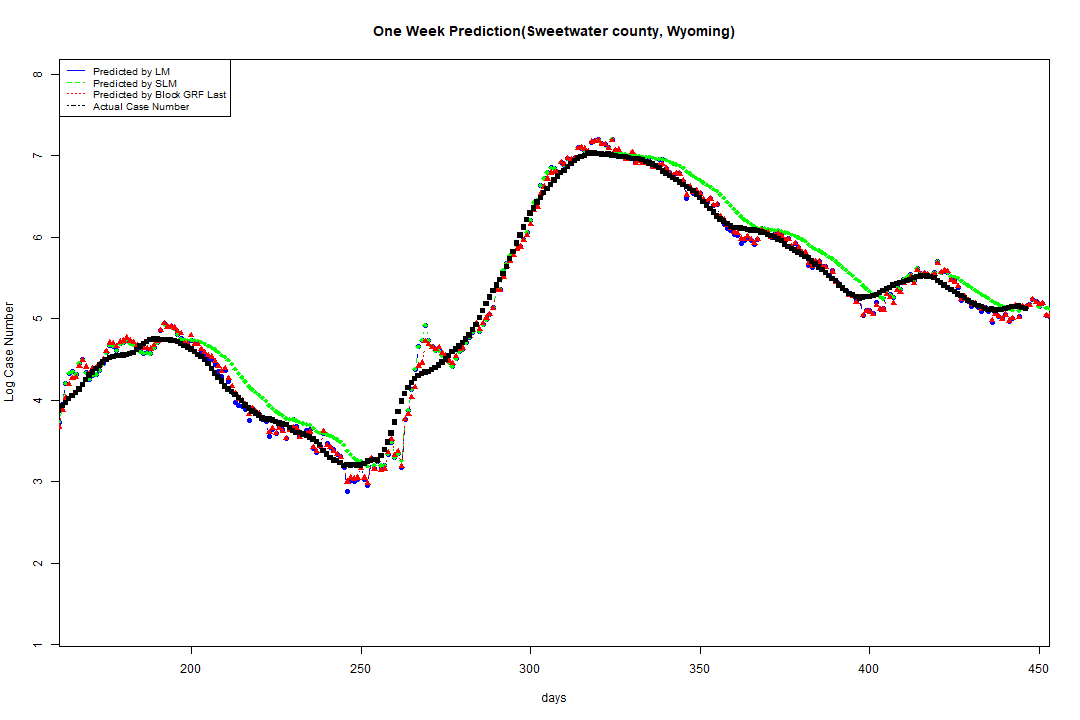 One Week Prediction(Sweetwater county, Wyoming)
Predicted by LM
Predicted by SLM
Predicted by Block GRF Last
Actual Case Number
8
7
6
5
4
3
2
1
Log Case Number
200 250 300 350 400 450
days